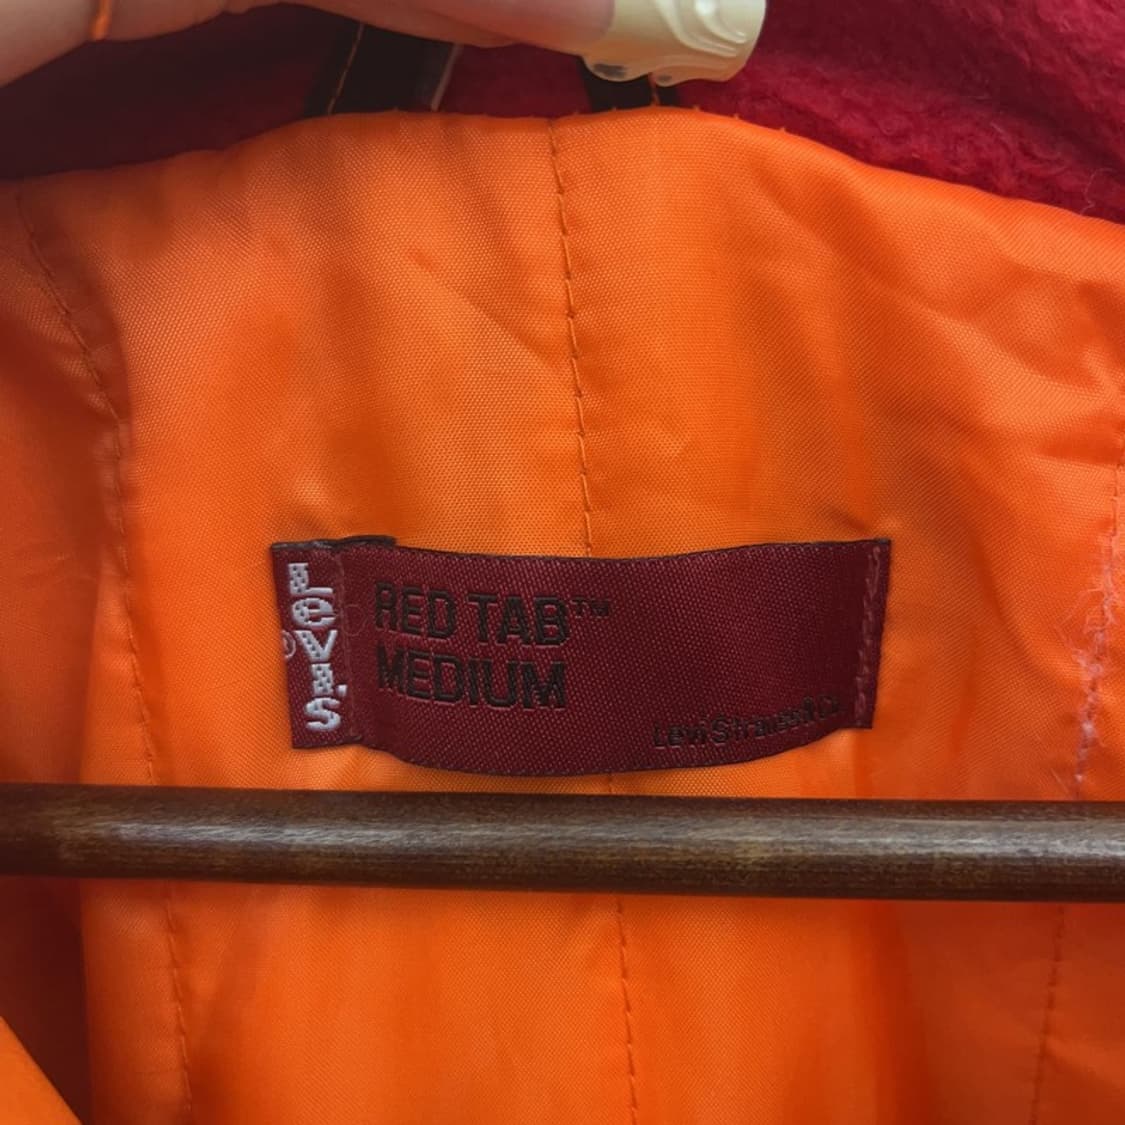 Levi's
®
RED TAB™
MEDIUM
Levi Strauss & Co.